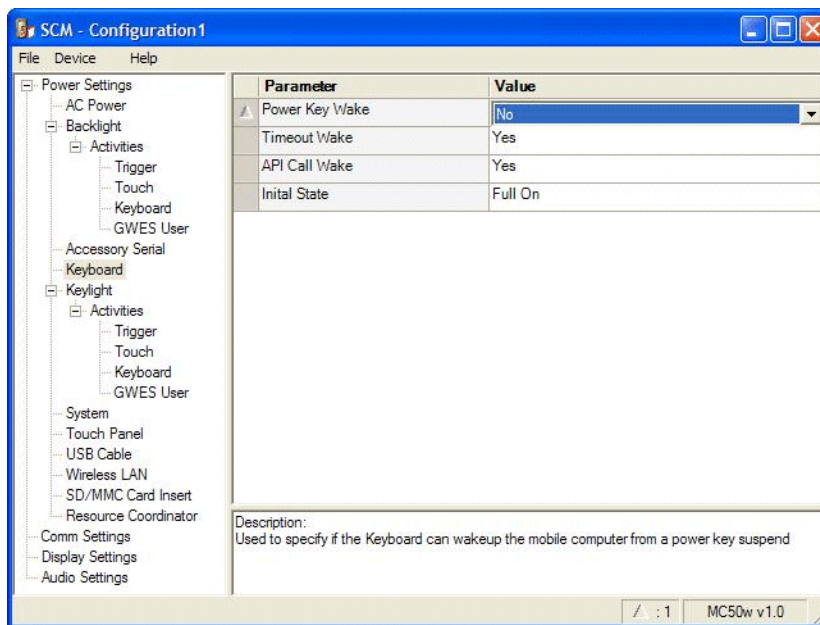 SCM - Configuration1
File Device Help
Power Settings
AC Power
Backlight
Activities
Trigger
Touch
Keyboard
GWES User
Accessory Serial
Keyboard
Keylight
Activities
Trigger
Touch
Keyboard
GWES User
System
Touch Panel
USB Cable
Wireless LAN
SD/MMC Card Insert
Resource Coordinator
Comm Settings
Display Settings
Audio Settings
Parameter Value
Power Key Wake No
Timeout Wake Yes
API Call Wake Yes
Inital State Full On
Description:
Used to specify if the Keyboard can wakeup the mobile computer from a power key suspend
: 1 MC50w v1.0